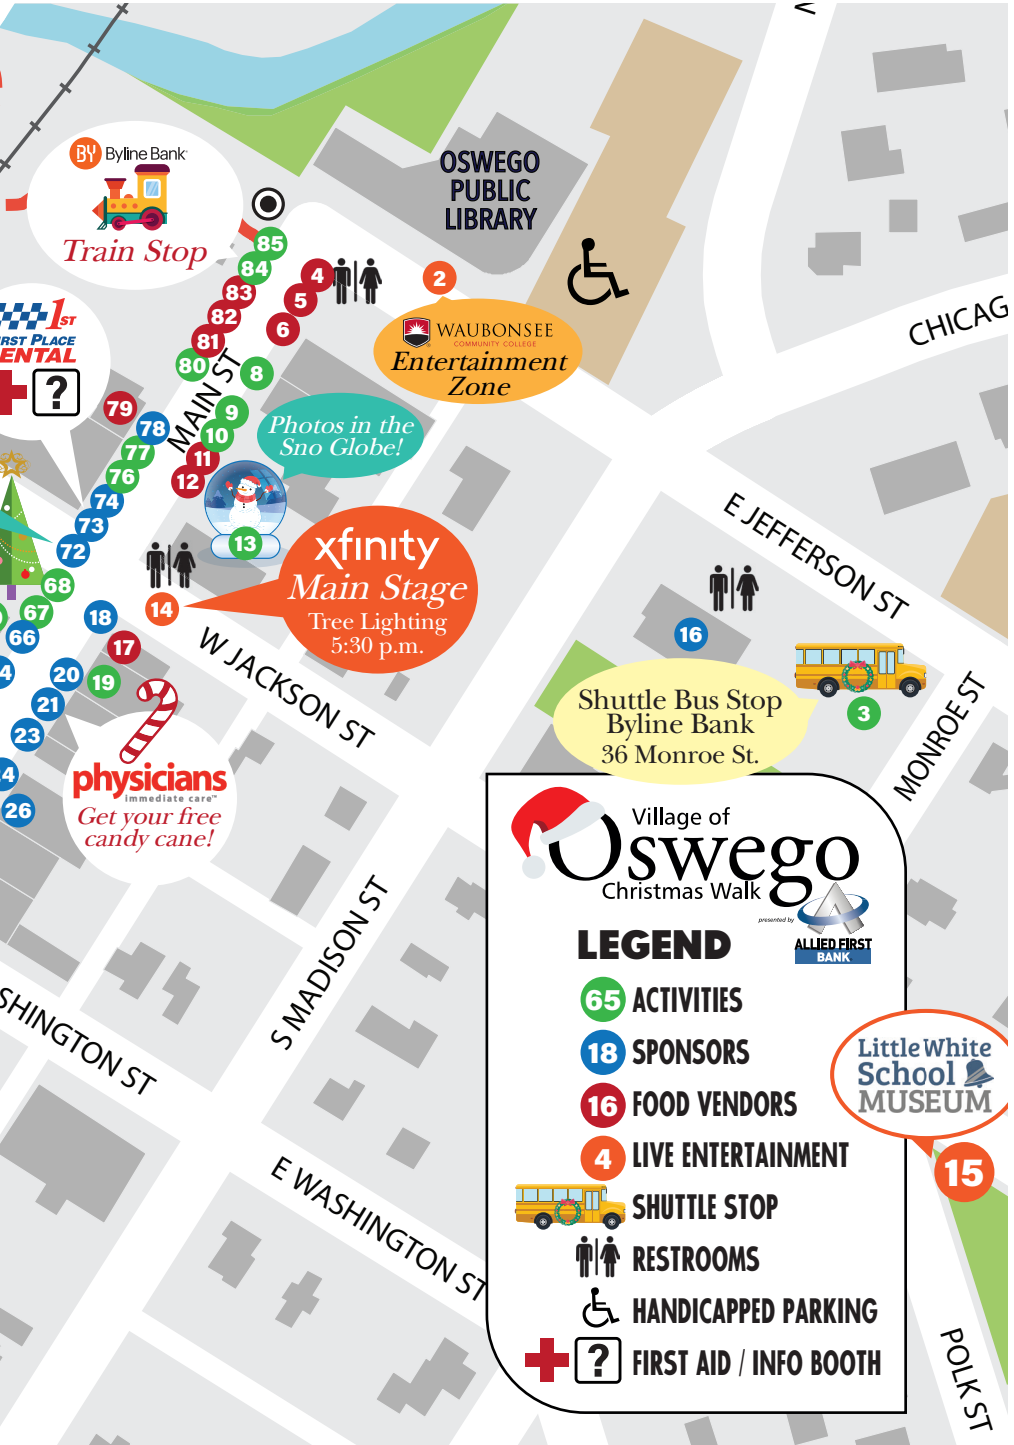 BY Byline Bank
Train Stop
OSWEGO
PUBLIC
LIBRARY
CHICAG
85
84
83
82
81
80
4
5
6
2
WAUBONSEE
COMMUNITY COLLEGE
Entertainment
Zone
1ST
RST PLACE
ENTAL
?
MAIN ST
8
9
10
11
12
79
78
77
76
74
73
72
68
67
66
Photos in the
Sno Globe!
13
xfinity
Main Stage
Tree Lighting
5:30 p.m.
14
18
17
20
19
21
23
24
26
W JACKSON ST
E JEFFERSON ST
16
3
Shuttle Bus Stop
Byline Bank
36 Monroe St.
MONROE ST
physicians
immediate care
Get your free
candy cane!
S MADISON ST
SHINGTON ST
E WASHINGTON ST
Village of
Oswego
Christmas Walk
presented by
ALLIED FIRST
BANK
LEGEND
65 ACTIVITIES
18 SPONSORS
16 FOOD VENDORS
4 LIVE ENTERTAINMENT
SHUTTLE STOP
RESTROOMS
HANDICAPPED PARKING
? FIRST AID / INFO BOOTH
Little White
School
MUSEUM
15
POLK ST